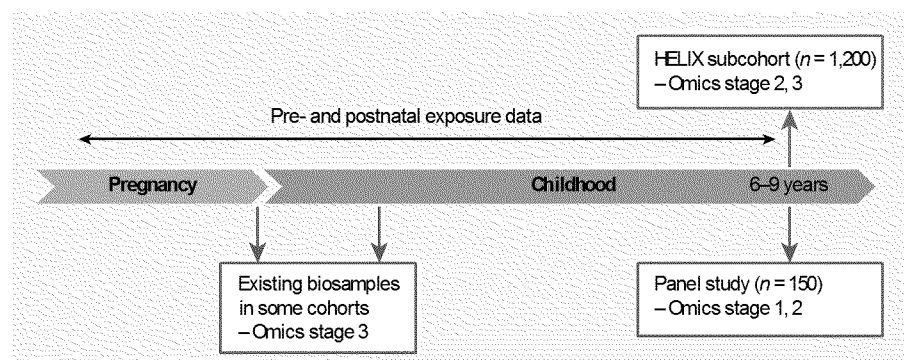 HELIX subcohort (n = 1,200)
– Omics stage 2, 3
Pre- and postnatal exposure data
Pregnancy
Childhood
6–9 years
Existing biosamples
in some cohorts
– Omics stage 3
Panel study (n = 150)
– Omics stage 1, 2